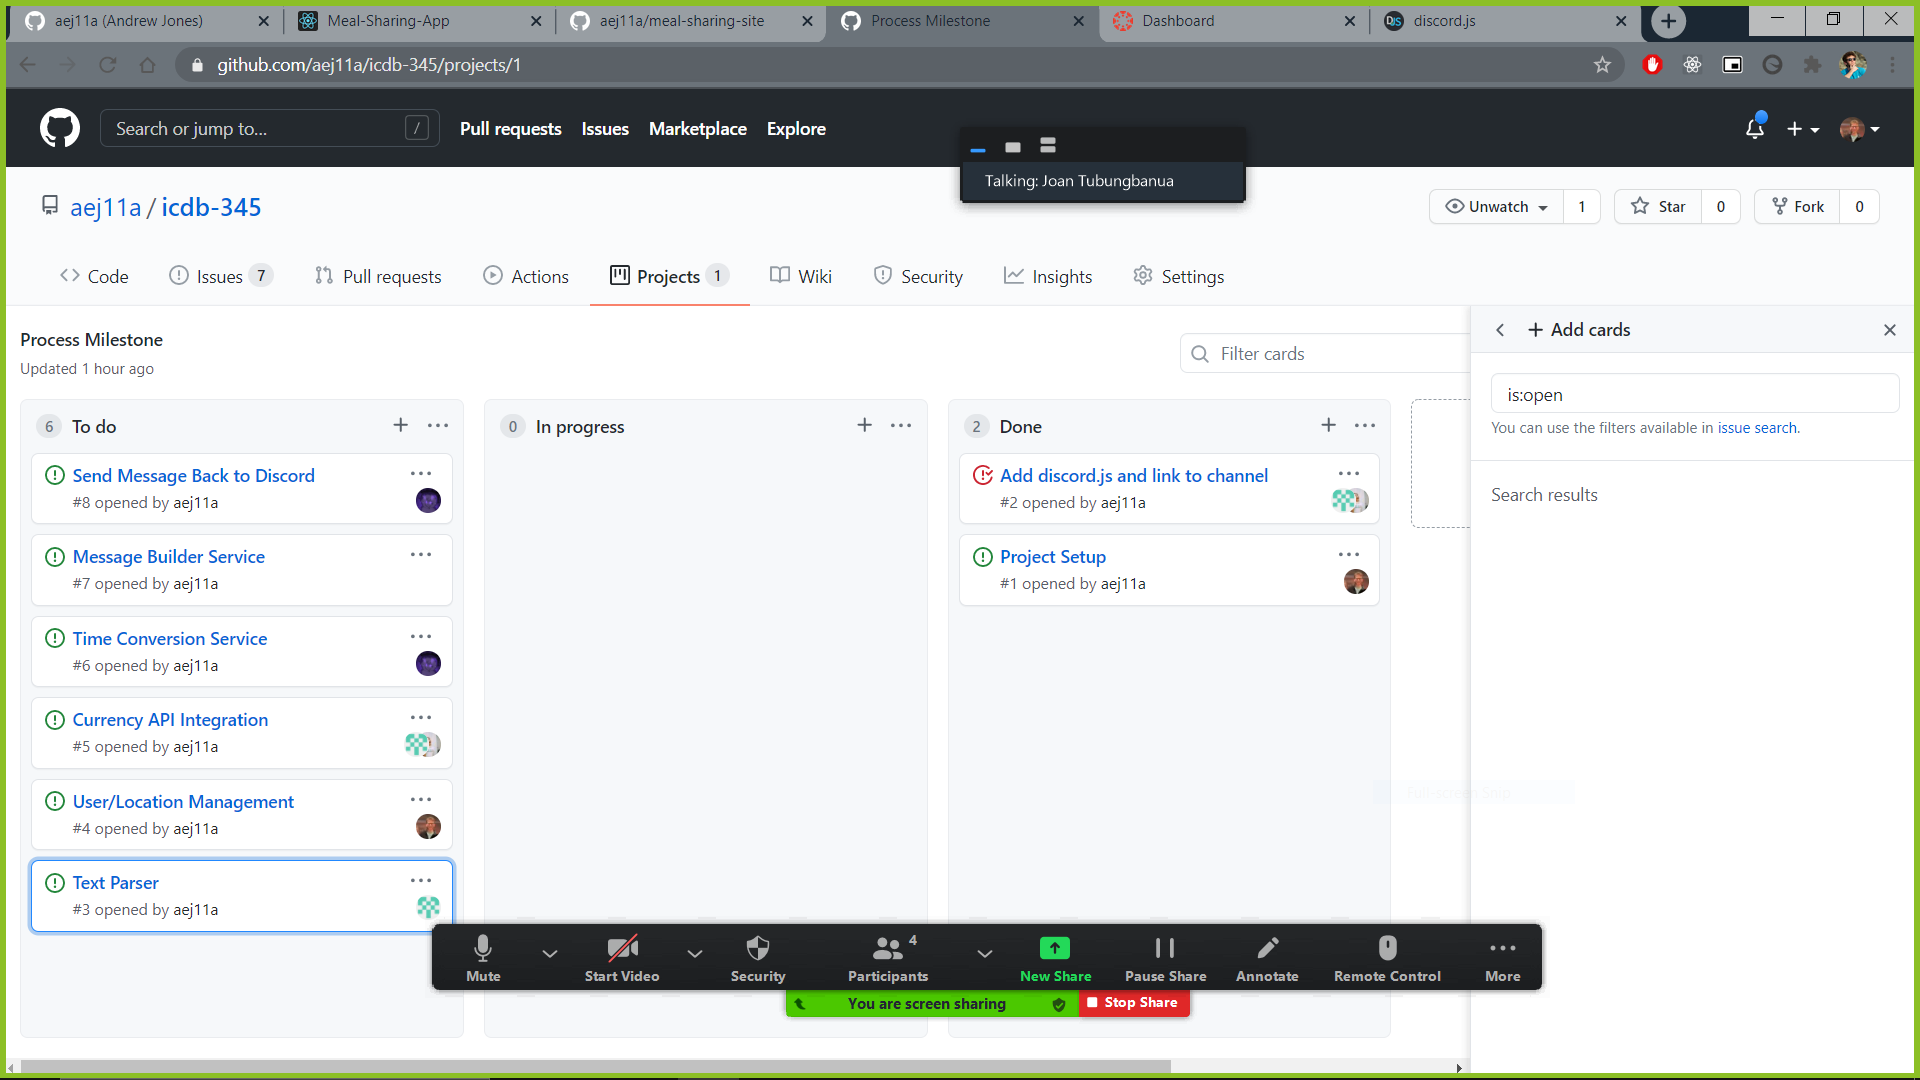 aej11a (Andrew Jones)
Meal-Sharing-App
aej11a/meal-sharing-site
Process Milestone
Dashboard
discord.js
github.com/aej11a/icdb-345/projects/1
Search or jump to...
/
Pull requests
Issues
Marketplace
Explore
Talking: Joan Tubungbanua
aej11a / icdb-345
Unwatch 1
Star 0
Fork 0
Code
Issues 7
Pull requests
Actions
Projects 1
Wiki
Security
Insights
Settings
Process Milestone
Updated 1 hour ago
Filter cards
6 To do
Send Message Back to Discord
#8 opened by aej11a
Message Builder Service
#7 opened by aej11a
Time Conversion Service
#6 opened by aej11a
Currency API Integration
#5 opened by aej11a
User/Location Management
#4 opened by aej11a
Text Parser
#3 opened by aej11a
0 In progress
2 Done
Add discord.js and link to channel
#2 opened by aej11a
Project Setup
#1 opened by aej11a
Add cards
is:open
You can use the filters available in issue search.
Search results
Full-screen Snip
Mute
Start Video
Security
4
Participants
New Share
Pause Share
Annotate
Remote Control
More
You are screen sharing
Stop Share